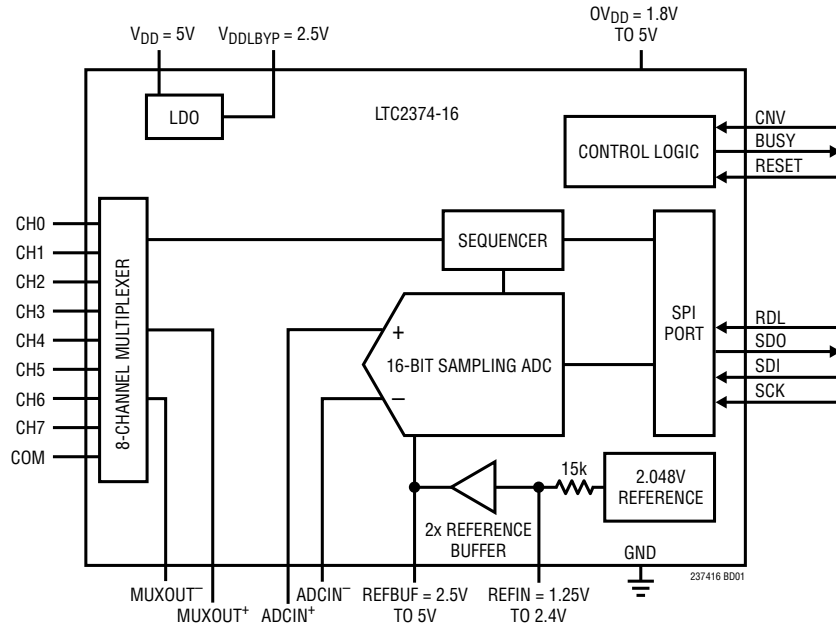 V_DD = 5V
V_DDLBYP = 2.5V
OV_DD = 1.8V
TO 5V
LDO
LTC2374-16
CONTROL LOGIC
CNV
BUSY
RESET
CH0
CH1
CH2
CH3
CH4
CH5
CH6
CH7
COM
8-CHANNEL MULTIPLEXER
SEQUENCER
+
16-BIT SAMPLING ADC
–
SPI
PORT
RDL
SDO
SDI
SCK
15k
2.048V
REFERENCE
2x REFERENCE
BUFFER
GND
237416 BD01
MUXOUT⁻
MUXOUT⁺
ADCIN⁺
ADCIN⁻
REFBUF = 2.5V
TO 5V
REFIN = 1.25V
TO 2.4V